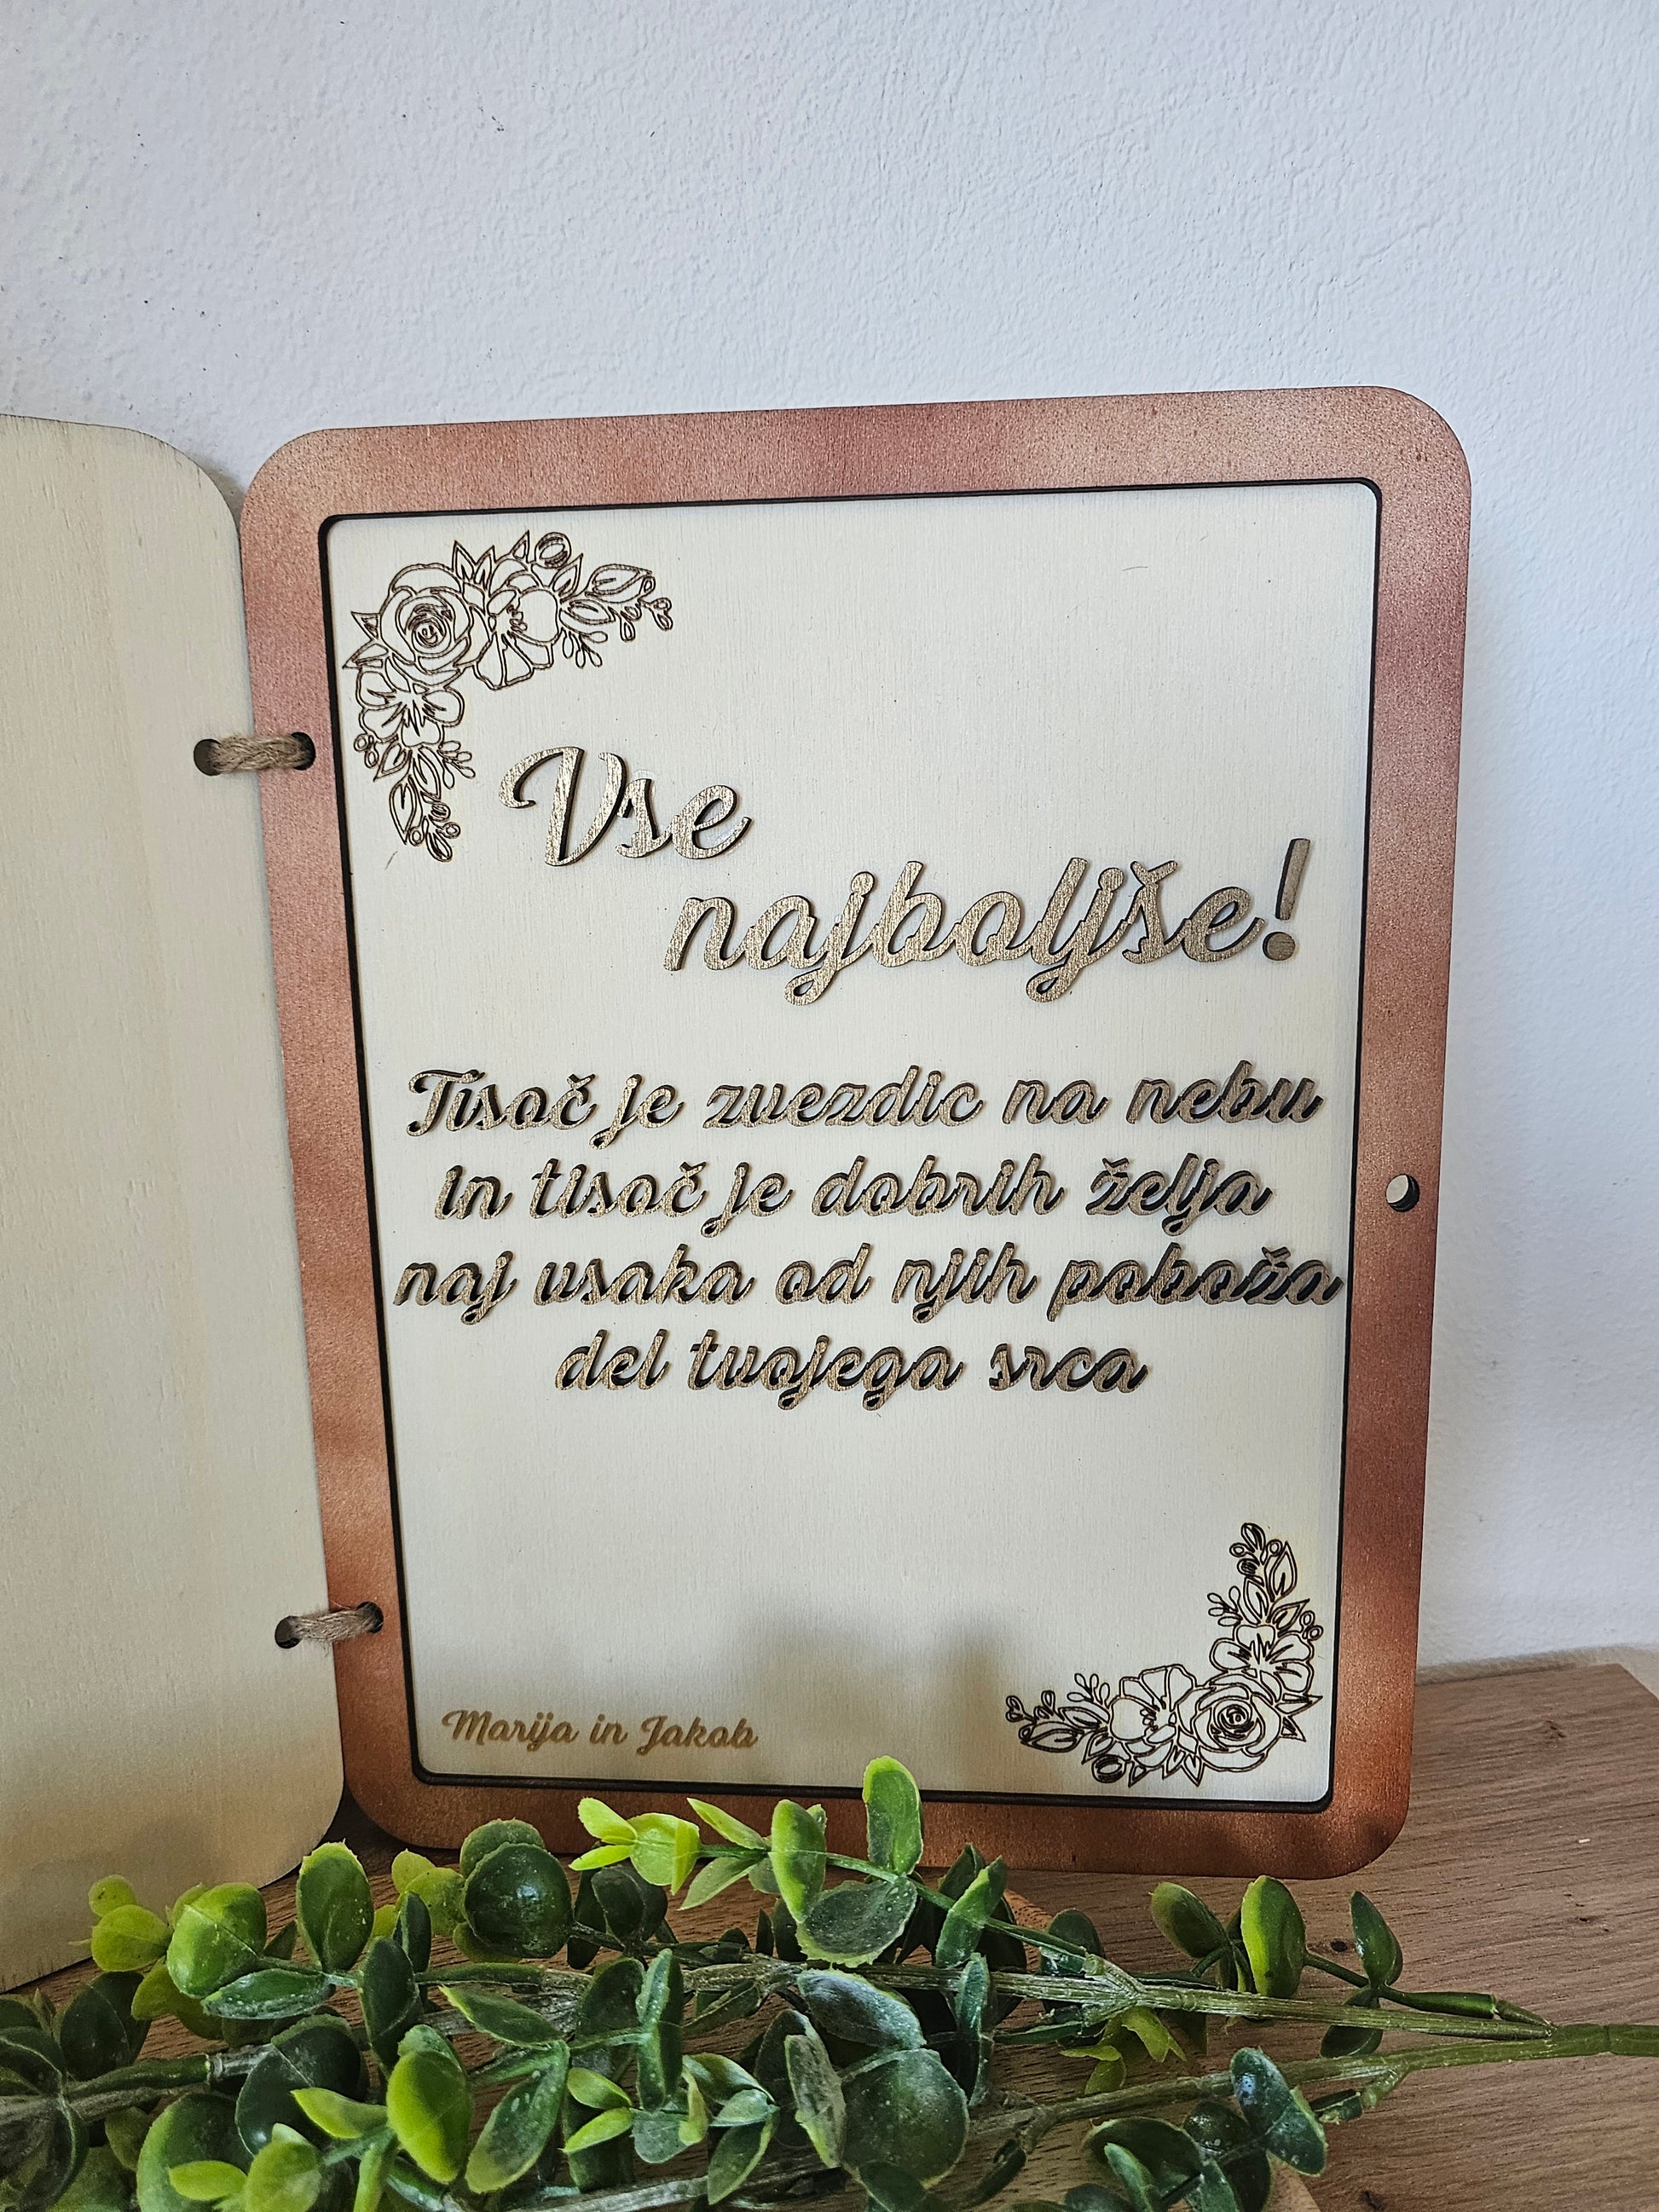 Vse
najboljše!
Tisoč je zvezdic na nebu
in tisoč je dobrih želja
naj vsaka od njih poboža
del tvojega srca
Marija in Jakob